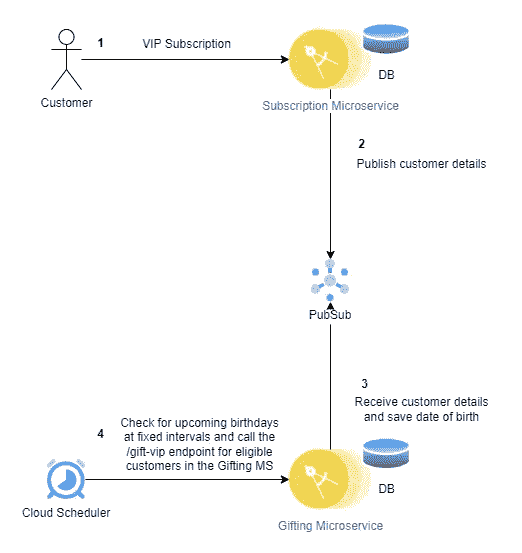 1
VIP Subscription
Customer
DB
Subscription Microservice
2
Publish customer details
PubSub
3
Receive customer details
and save date of birth
4
Check for upcoming birthdays
at fixed intervals and call the
/gift-vip endpoint for eligible
customers in the Gifting MS
Cloud Scheduler
DB
Gifting Microservice